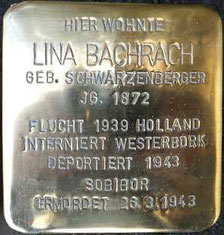 HIER WOHNTE
LINA BACHRACH
GEB. SCHWARZENBERGER
JG. 1872
FLUCHT 1939 HOLLAND
INTERNIERT WESTERBORK
DEPORTIERT 1943
SOBIBOR
ERMORDET 26.3.1943